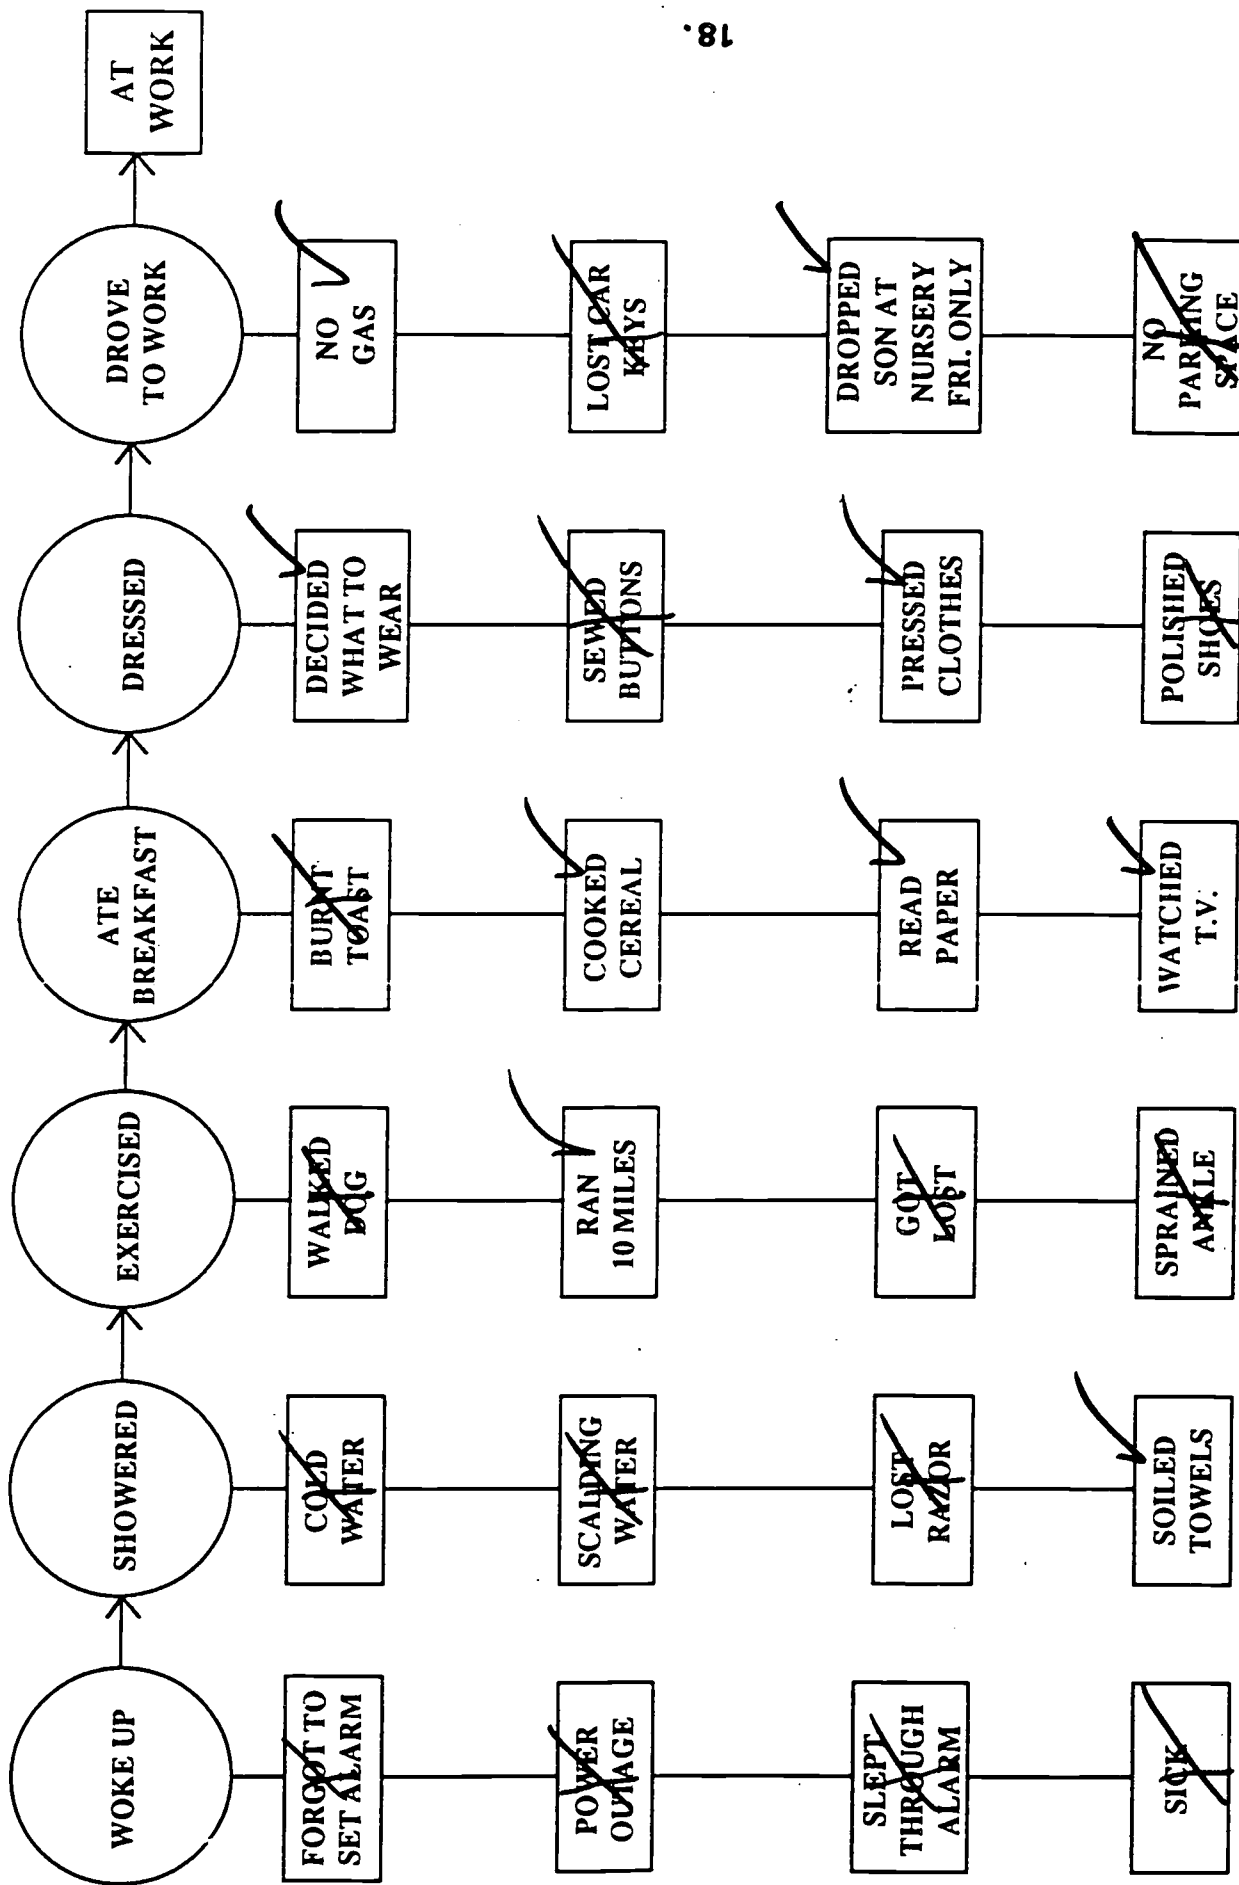 WOKE UP
SHOWERED
EXERCISED
ATE
BREAKFAST
DRESSED
DROVE
TO WORK
AT
WORK
FORGOT TO
SET ALARM
COLD
WATER
WALKED
DOG
BURNT
TOAST
DECIDED
WHAT TO
WEAR
NO
GAS
POWER
OUTAGE
SCALDING
WATER
RAN
10 MILES
COOKED
CEREAL
SEWED
BUTTONS
LOST CAR
KEYS
SLEPT
THROUGH
ALARM
LOST
RAZOR
GOT
LOST
READ
PAPER
PRESSED
CLOTHES
DROPPED
SON AT
NURSERY
FRI. ONLY
SICK
SOILED
TOWELS
SPRAINED
ANKLE
WATCHED
T.V.
POLISHED
SHOES
NO
PARKING
SPACE
18.